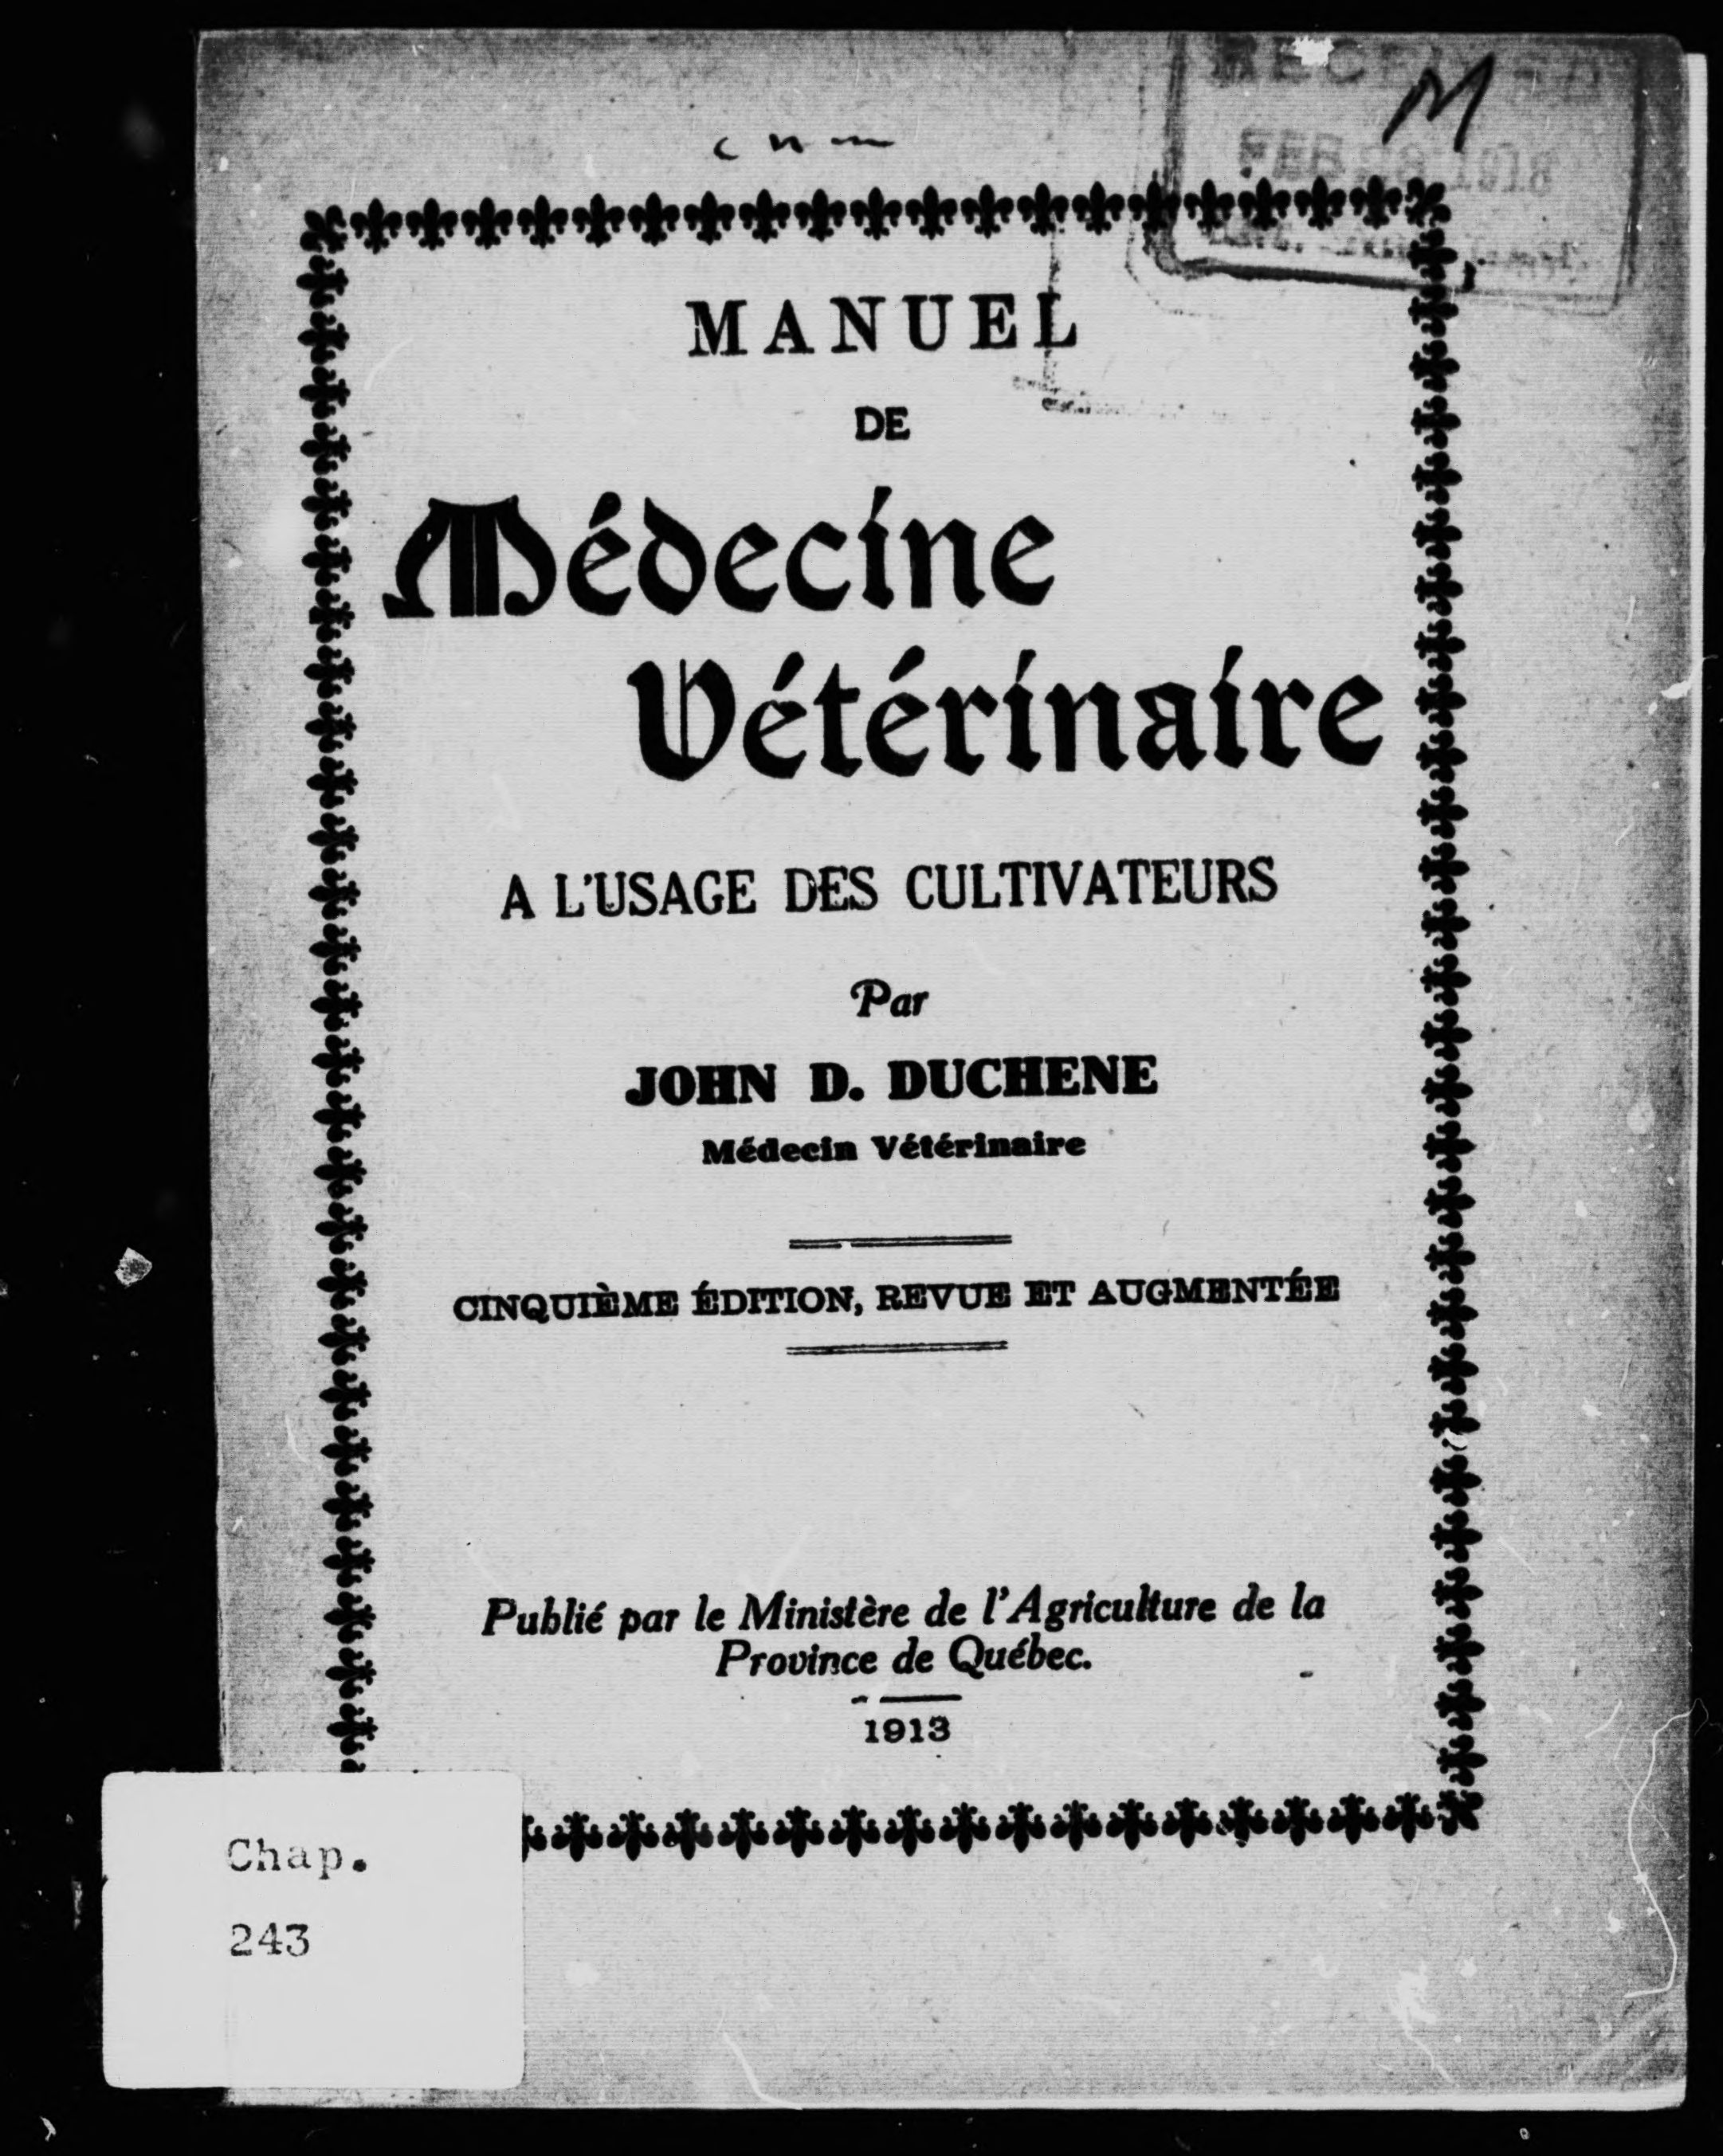 M
MANUEL
DE
Médecine
Vétérinaire
A L'USAGE DES CULTIVATEURS
Par
JOHN D. DUCHENE
Médecin Vétérinaire
CINQUIÈME ÉDITION, REVUE ET AUGMENTÉE
Publié par le Ministère de l'Agriculture de la
Province de Québec.
1913
Chap.
243